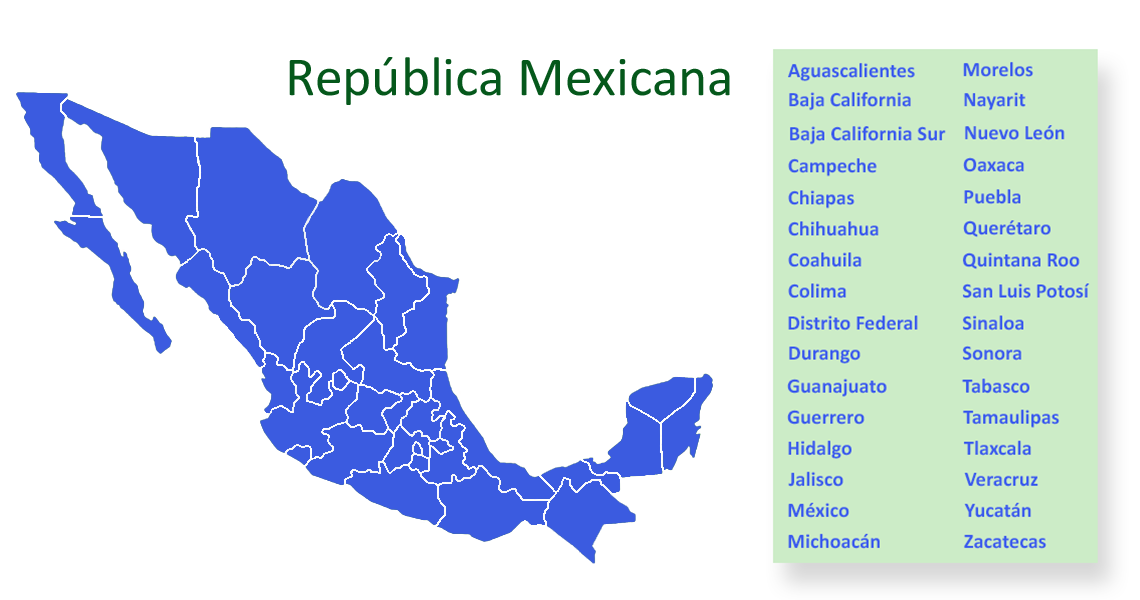 República Mexicana
Aguascalientes
Baja California
Baja California Sur
Campeche
Chiapas
Chihuahua
Coahuila
Colima
Distrito Federal
Durango
Guanajuato
Guerrero
Hidalgo
Jalisco
México
Michoacán
Morelos
Nayarit
Nuevo León
Oaxaca
Puebla
Querétaro
Quintana Roo
San Luis Potosí
Sinaloa
Sonora
Tabasco
Tamaulipas
Tlaxcala
Veracruz
Yucatán
Zacatecas